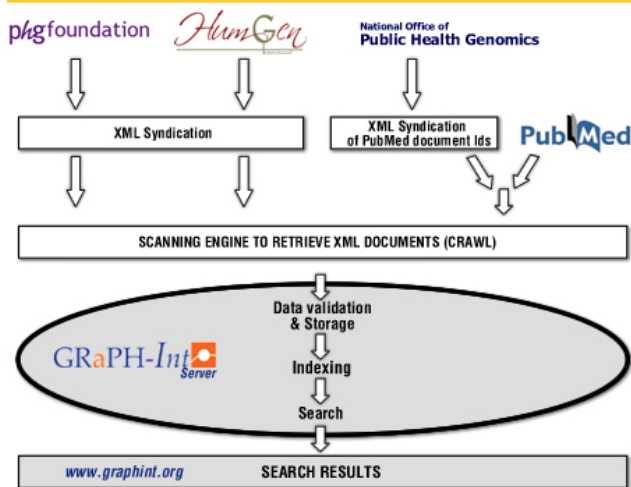 phgfoundation
HumGen
National Office of
Public Health Genomics
XML Syndication
XML Syndication
of PubMed document Ids
PubMed
SCANNING ENGINE TO RETRIEVE XML DOCUMENTS (CRAWL)
Data validation
& Storage
GRaPH-Int
Server
Indexing
Search
www.graphint.org
SEARCH RESULTS